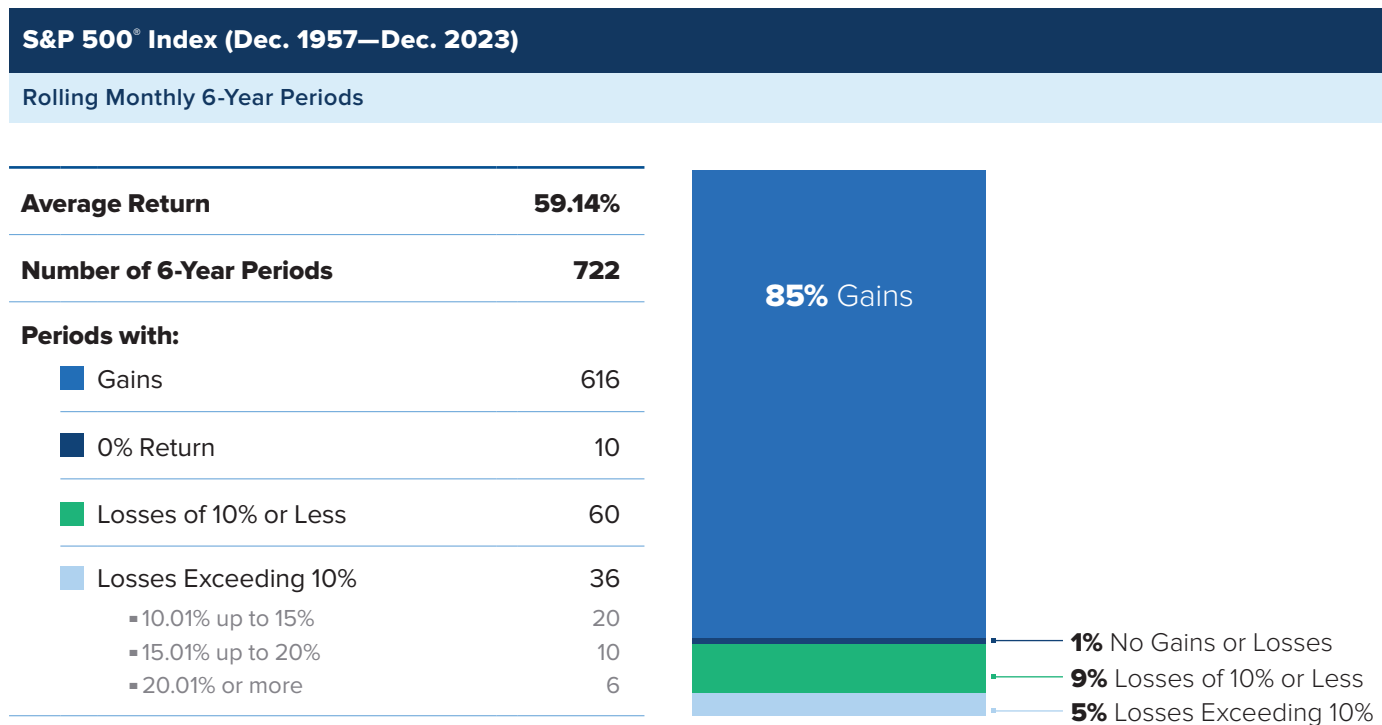 S&P 500® Index (Dec. 1957—Dec. 2023)
Rolling Monthly 6-Year Periods
Average Return 59.14%
Number of 6-Year Periods 722
Periods with:
Gains 616
0% Return 10
Losses of 10% or Less 60
Losses Exceeding 10% 36
10.01% up to 15% 20
15.01% up to 20% 10
20.01% or more 6
85% Gains
1% No Gains or Losses
9% Losses of 10% or Less
5% Losses Exceeding 10%